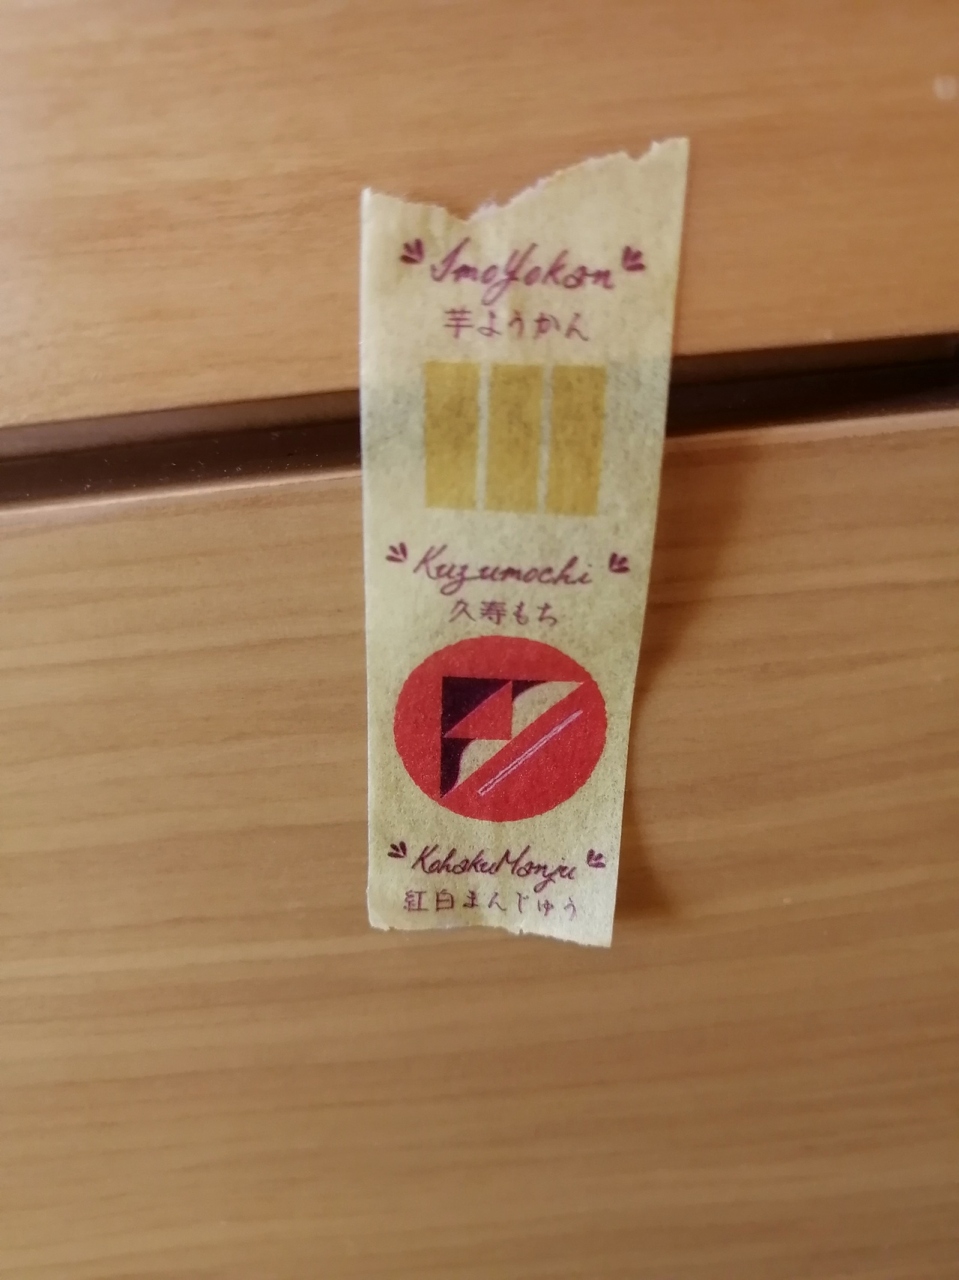 ImoYokan
芋ようかん
Kuzumochi
久寿もち
KohakuManju
紅白まんじゅう